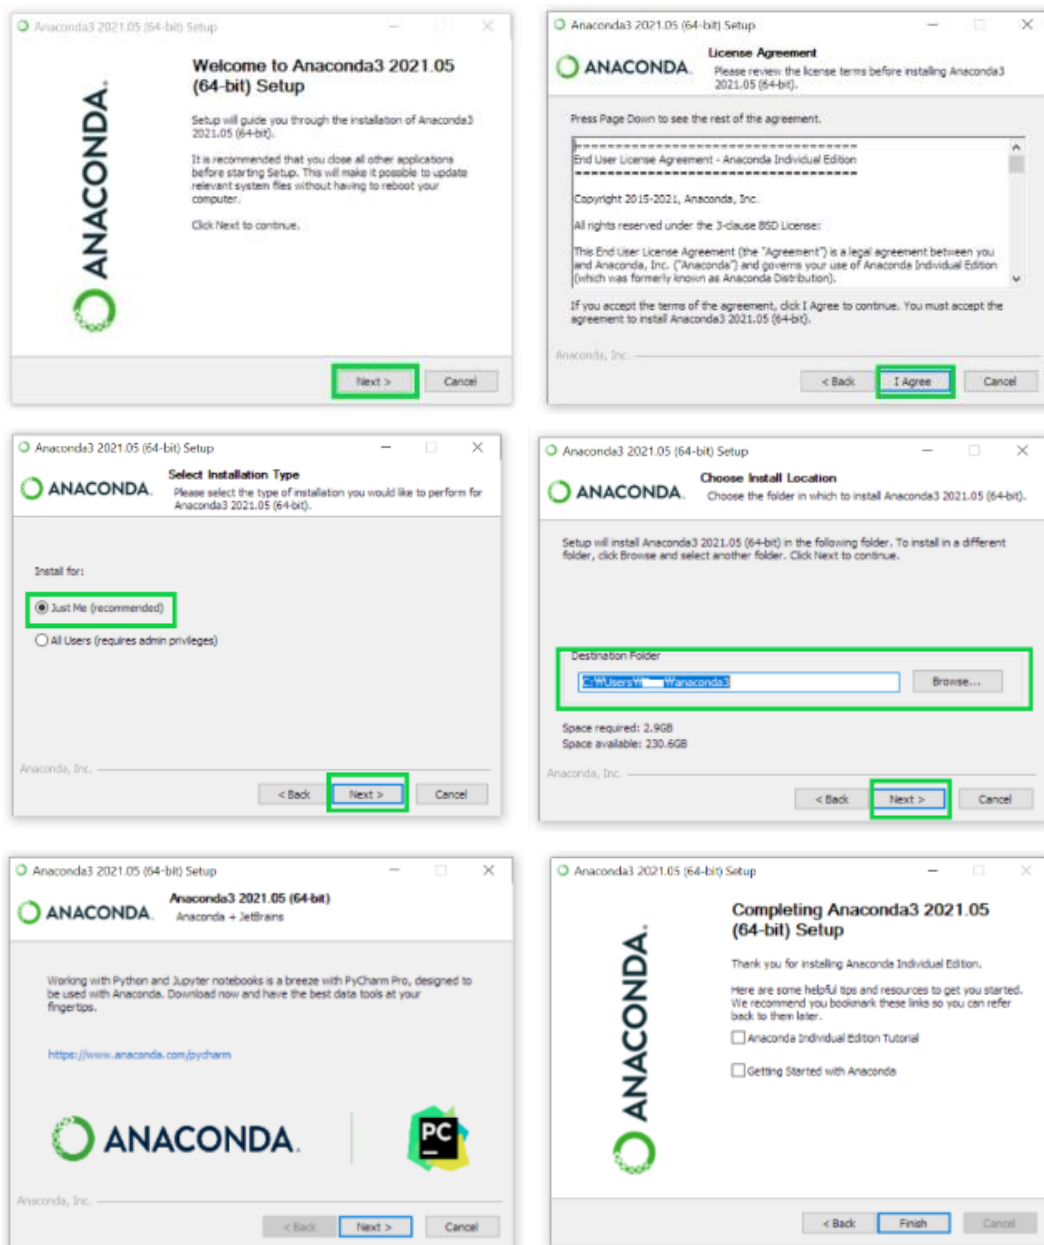 Anaconda3 2021.05 (64-bit) Setup
ANACONDA.
Welcome to Anaconda3 2021.05
(64-bit) Setup
Setup will guide you through the installation of Anaconda3
2021.05 (64-bit).
It is recommended that you close all other applications
before starting Setup. This will make it possible to update
relevant system files without having to reboot your
computer.
Click Next to continue.
Next >
Cancel
Anaconda3 2021.05 (64-bit) Setup
ANACONDA.
License Agreement
Please review the license terms before installing Anaconda3
2021.05 (64-bit).
Press Page Down to see the rest of the agreement.
===================================
End User License Agreement - Anaconda Individual Edition
===================================
Copyright 2015-2021, Anaconda, Inc.
All rights reserved under the 3-clause BSD License:
This End User License Agreement (the "Agreement") is a legal agreement between you
and Anaconda, Inc. ("Anaconda") and governs your use of Anaconda Individual Edition
(which was formerly known as Anaconda Distribution).
If you accept the terms of the agreement, click I Agree to continue. You must accept the
agreement to install Anaconda3 2021.05 (64-bit).
Anaconda, Inc.
< Back
I Agree
Cancel
Anaconda3 2021.05 (64-bit) Setup
ANACONDA.
Select Installation Type
Please select the type of installation you would like to perform for
Anaconda3 2021.05 (64-bit).
Install for:
Just Me (recommended)
All Users (requires admin privileges)
Anaconda, Inc.
< Back
Next >
Cancel
Anaconda3 2021.05 (64-bit) Setup
ANACONDA.
Choose Install Location
Choose the folder in which to install Anaconda3 2021.05 (64-bit).
Setup will install Anaconda3 2021.05 (64-bit) in the following folder. To install in a different
folder, click Browse and select another folder. Click Next to continue.
Destination Folder
C:₩Users₩ ₩anaconda3
Browse...
Space required: 2.9GB
Space available: 230.6GB
Anaconda, Inc.
< Back
Next >
Cancel
Anaconda3 2021.05 (64-bit) Setup
ANACONDA.
Anaconda3 2021.05 (64-bit)
Anaconda + JetBrains
Working with Python and Jupyter notebooks is a breeze with PyCharm Pro, designed to
be used with Anaconda. Download now and have the best data tools at your
fingertips.
https://www.anaconda.com/pycharm
ANACONDA.
PC
Anaconda, Inc.
< Back
Next >
Cancel
Anaconda3 2021.05 (64-bit) Setup
ANACONDA.
Completing Anaconda3 2021.05
(64-bit) Setup
Thank you for installing Anaconda Individual Edition.
Here are some helpful tips and resources to get you started.
We recommend you bookmark these links so you can refer
back to them later.
Anaconda Individual Edition Tutorial
Getting Started with Anaconda
< Back
Finish
Cancel